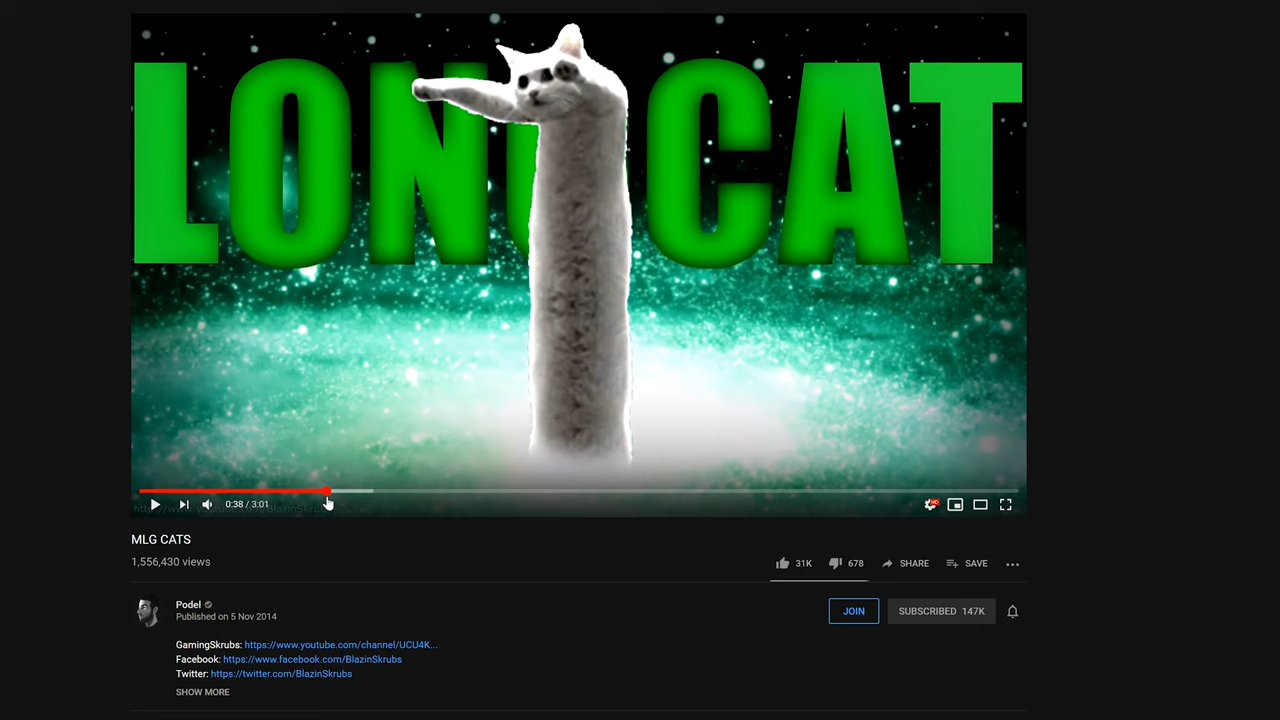 LONG CAT
0:38 / 3:01
HD
MLG CATS
1,556,430 views
31K
678
SHARE
SAVE
Podel
Published on 5 Nov 2014
JOIN
SUBSCRIBED 147K
GamingSkrubs: https://www.youtube.com/channel/UCU4K...
Facebook: https://www.facebook.com/BlazinSkrubs
Twitter: https://twitter.com/BlazinSkrubs
SHOW MORE